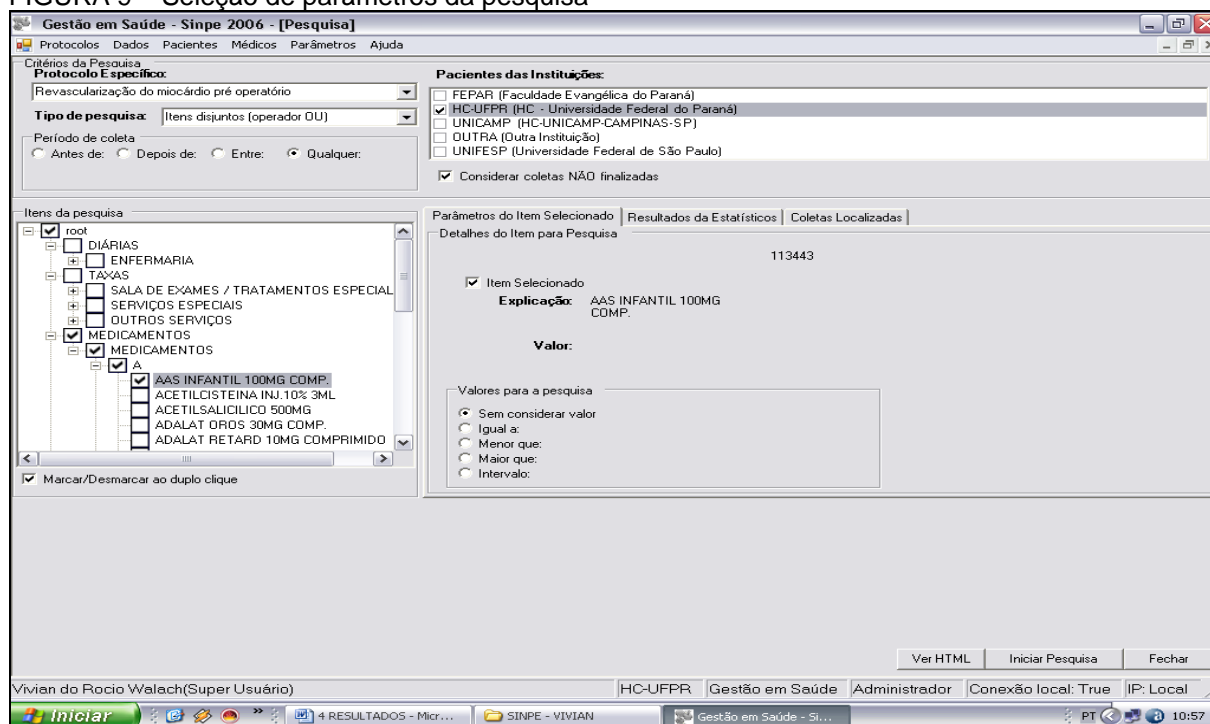 FIGURA 9 – Seleção de parâmetros da pesquisa
Gestão em Saúde - Sinpe 2006 - [Pesquisa]
Protocolos Dados Pacientes Médicos Parâmetros Ajuda
Critérios da Pesquisa
Protocolo Específico:
Revascularização do miocárdio pré operatório
Tipo de pesquisa: Itens disjuntos (operador OU)
Período de coleta
Antes de: Depois de: Entre: Qualquer:
Pacientes das Instituições:
FEPAR (Faculdade Evangélica do Paraná)
HC-UFPR (HC - Universidade Federal do Paraná)
UNICAMP (HC-UNICAMP-CAMPINAS-SP)
OUTRA (Outra Instituição)
UNIFESP (Universidade Federal de São Paulo)
Considerar coletas NÃO finalizadas
Itens da pesquisa
root
DIÁRIAS
ENFERMARIA
TAXAS
SALA DE EXAMES / TRATAMENTOS ESPECIAL
SERVIÇOS ESPECIAIS
OUTROS SERVIÇOS
MEDICAMENTOS
MEDICAMENTOS
A
AAS INFANTIL 100MG COMP.
ACETILCISTEINA INJ.10% 3ML
ACETILSALICILICO 500MG
ADALAT OROS 30MG COMP.
ADALAT RETARD 10MG COMPRIMIDO
Marcar/Desmarcar ao duplo clique
Parâmetros do Item Selecionado Resultados da Estatísticos Coletas Localizadas
Detalhes do Item para Pesquisa
113443
Item Selecionado
Explicação: AAS INFANTIL 100MG
COMP.
Valor:
Valores para a pesquisa
Sem considerar valor
Igual a:
Menor que:
Maior que:
Intervalo:
Ver HTML Iniciar Pesquisa Fechar
Vivian do Rocio Walach(Super Usuário) HC-UFPR Gestão em Saúde Administrador Conexão local: True IP: Local
Iniciar 4 RESULTADOS - Micr... SINPE - VIVIAN Gestão em Saúde - Si... PT 10:57